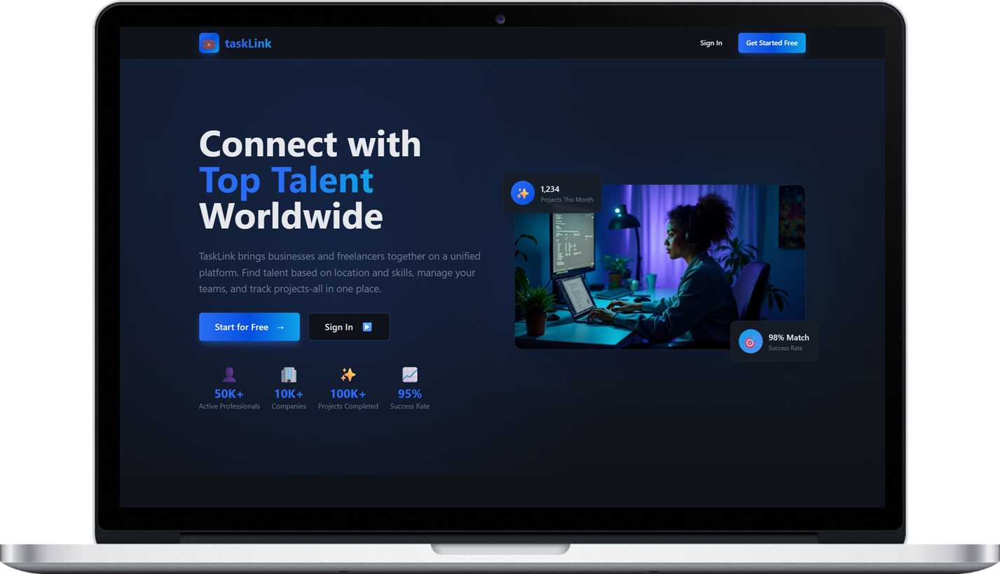 taskLink
Sign In
Get Started Free
Connect with
Top Talent
Worldwide
1,234
Projects This Month
TaskLink brings businesses and freelancers together on a unified
platform. Find talent based on location and skills, manage your
teams, and track projects-all in one place.
Start for Free →
Sign In
98% Match
Success Rate
50K+
Active Professionals
10K+
Companies
100K+
Projects Completed
95%
Success Rate